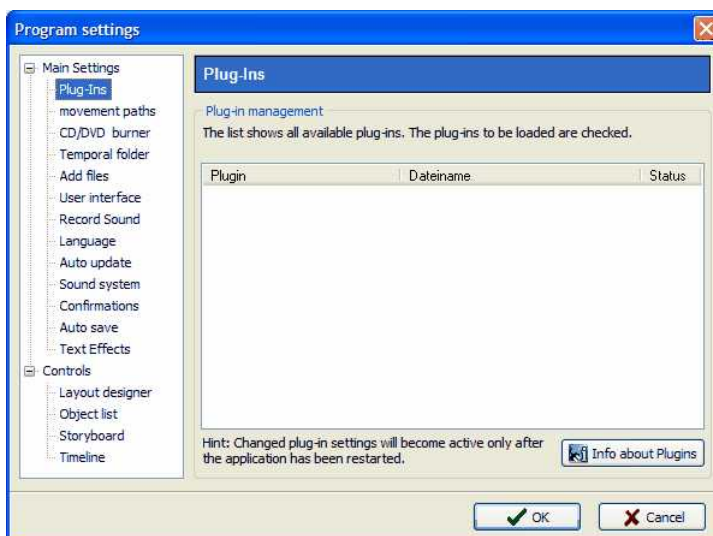 Program settings
Main Settings
Plug-Ins
movement paths
CD/DVD burner
Temporal folder
Add files
User interface
Record Sound
Language
Auto update
Sound system
Confirmations
Auto save
Text Effects
Controls
Layout designer
Object list
Storyboard
Timeline
Plug-Ins
Plug-in management
The list shows all available plug-ins. The plug-ins to be loaded are checked.
Plugin Dateiname Status
Hint: Changed plug-in settings will become active only after
the application has been restarted.
Info about Plugins
OK Cancel